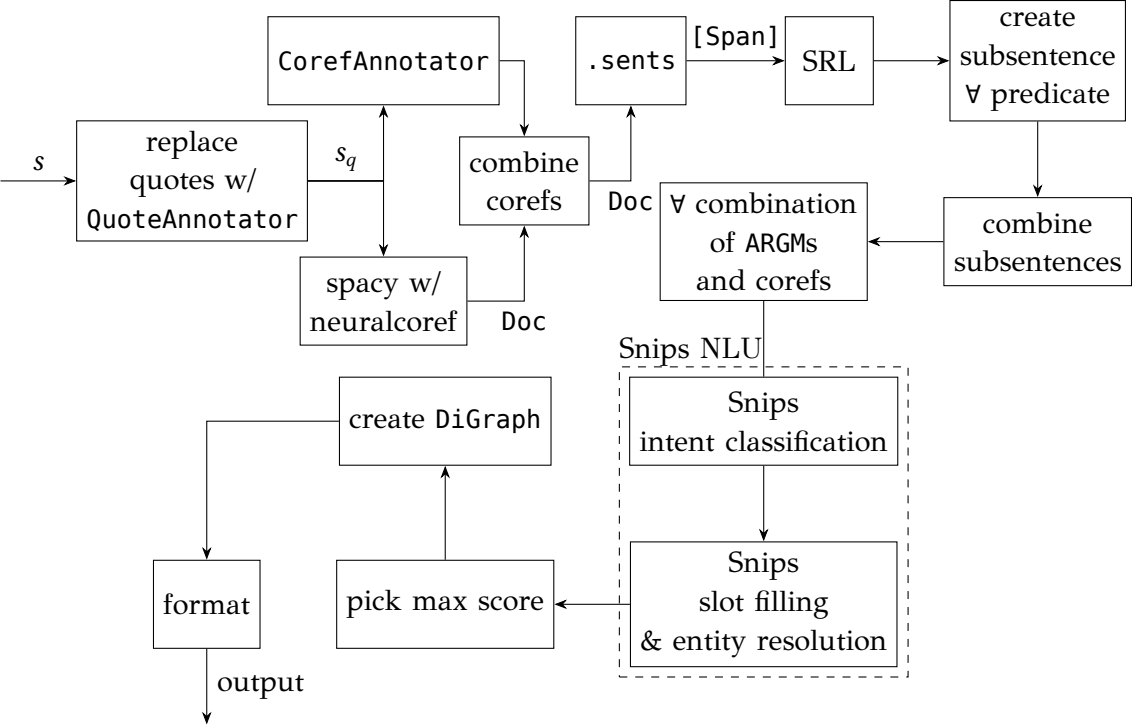 s
replace
quotes w/
QuoteAnnotator
s_q
CorefAnnotator
spacy w/
neuralcoref
Doc
combine
corefs
Doc
.sents
[Span]
SRL
create
subsentence
∀ predicate
combine
subsentences
∀ combination
of ARGMs
and corefs
Snips NLU
Snips
intent classification
Snips
slot filling
& entity resolution
pick max score
create DiGraph
format
output